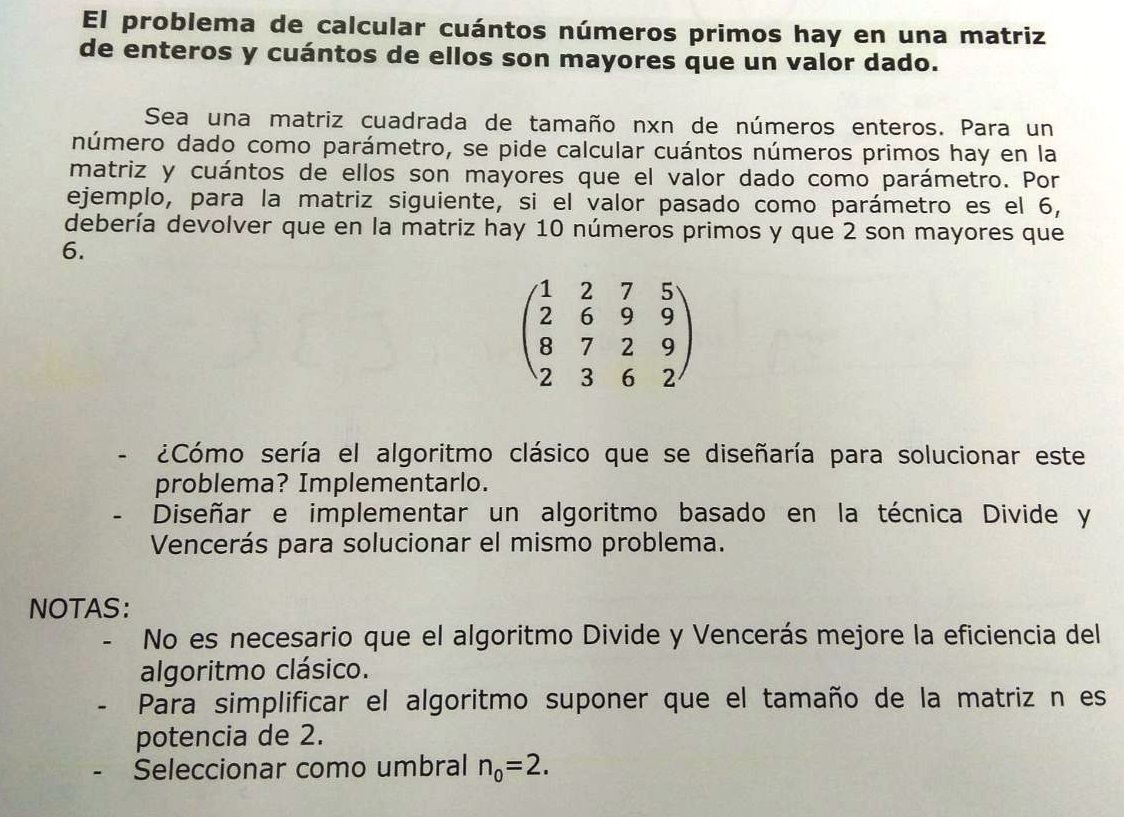 El problema de calcular cuántos números primos hay en una matriz
de enteros y cuántos de ellos son mayores que un valor dado.
Sea una matriz cuadrada de tamaño nxn de números enteros. Para un
número dado como parámetro, se pide calcular cuántos números primos hay en la
matriz y cuántos de ellos son mayores que el valor dado como parámetro. Por
ejemplo, para la matriz siguiente, si el valor pasado como parámetro es el 6,
debería devolver que en la matriz hay 10 números primos y que 2 son mayores que
6.
1 2 7 5
2 6 9 9
8 7 2 9
2 3 6 2
- ¿Cómo sería el algoritmo clásico que se diseñaría para solucionar este
problema? Implementarlo.
- Diseñar e implementar un algoritmo basado en la técnica Divide y
Vencerás para solucionar el mismo problema.
NOTAS:
- No es necesario que el algoritmo Divide y Vencerás mejore la eficiencia del
algoritmo clásico.
- Para simplificar el algoritmo suponer que el tamaño de la matriz n es
potencia de 2.
- Seleccionar como umbral n₀=2.